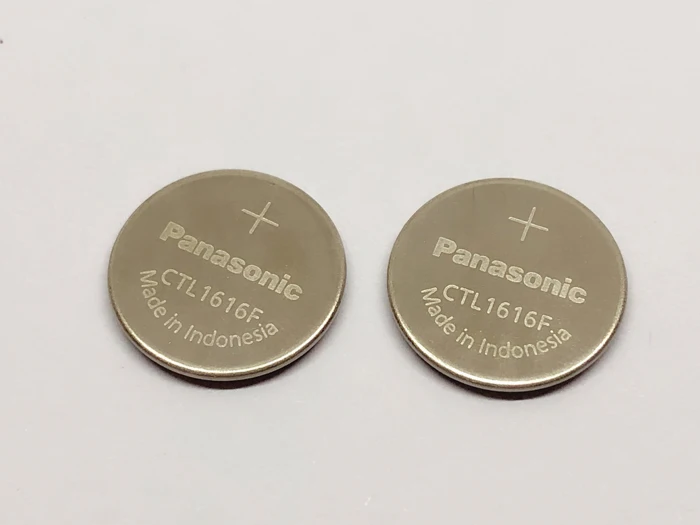 +
Panasonic
CTL1616F
Made in Indonesia
+
Panasonic
CTL1616F
Made in Indonesia